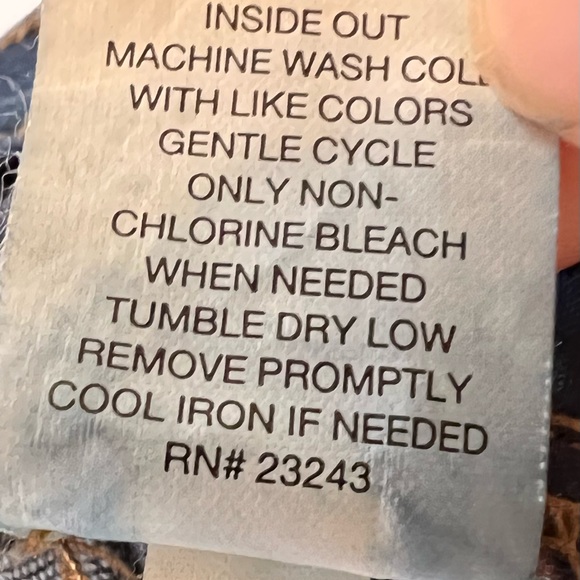 INSIDE OUT
MACHINE WASH COL
WITH LIKE COLORS
GENTLE CYCLE
ONLY NON-
CHLORINE BLEACH
WHEN NEEDED
TUMBLE DRY LOW
REMOVE PROMPTLY
COOL IRON IF NEEDED
RN# 23243